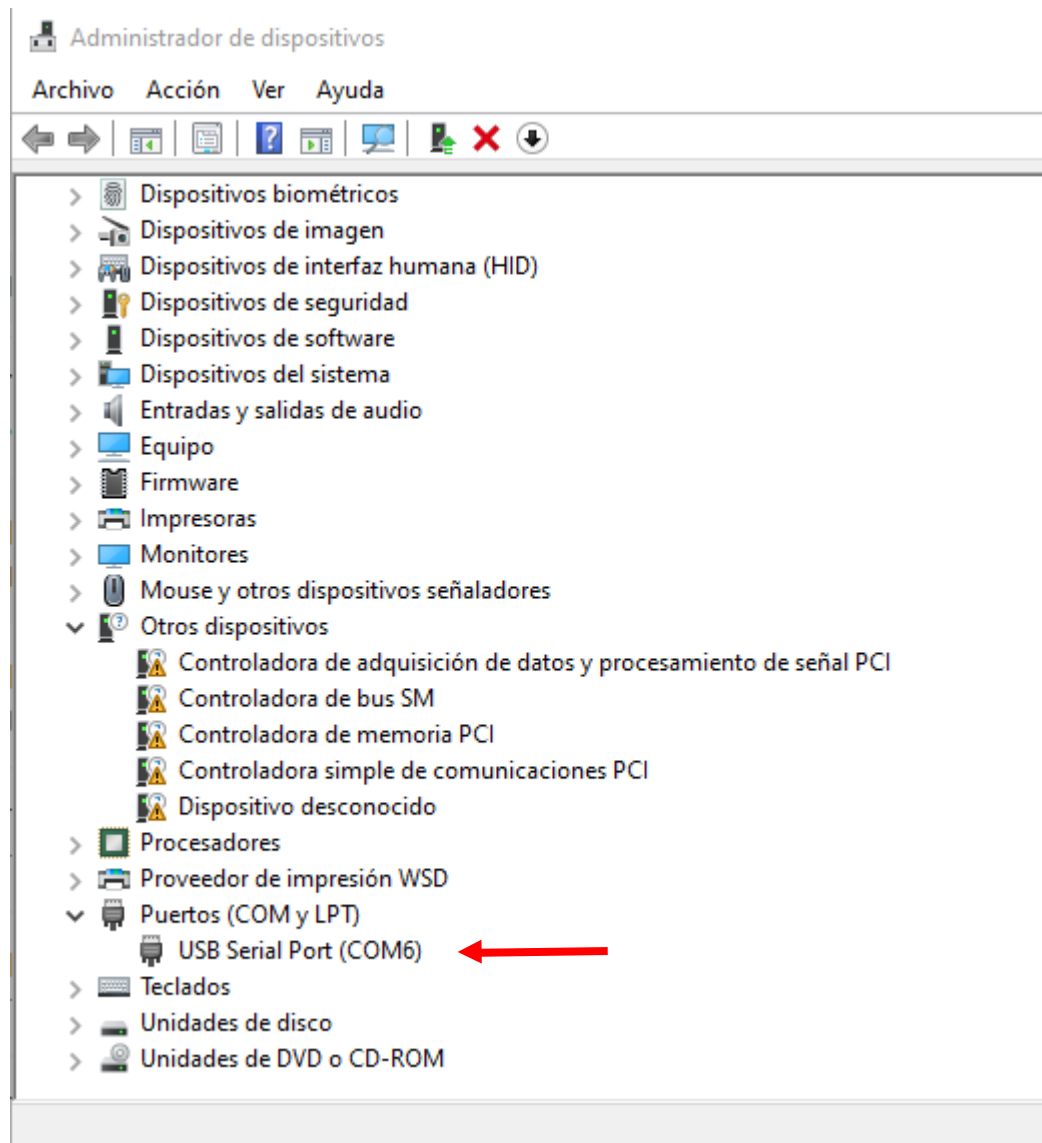 Administrador de dispositivos
Archivo Acción Ver Ayuda
Dispositivos biométricos
Dispositivos de imagen
Dispositivos de interfaz humana (HID)
Dispositivos de seguridad
Dispositivos de software
Dispositivos del sistema
Entradas y salidas de audio
Equipo
Firmware
Impresoras
Monitores
Mouse y otros dispositivos señaladores
Otros dispositivos
Controladora de adquisición de datos y procesamiento de señal PCI
Controladora de bus SM
Controladora de memoria PCI
Controladora simple de comunicaciones PCI
Dispositivo desconocido
Procesadores
Proveedor de impresión WSD
Puertos (COM y LPT)
USB Serial Port (COM6)
Teclados
Unidades de disco
Unidades de DVD o CD-ROM